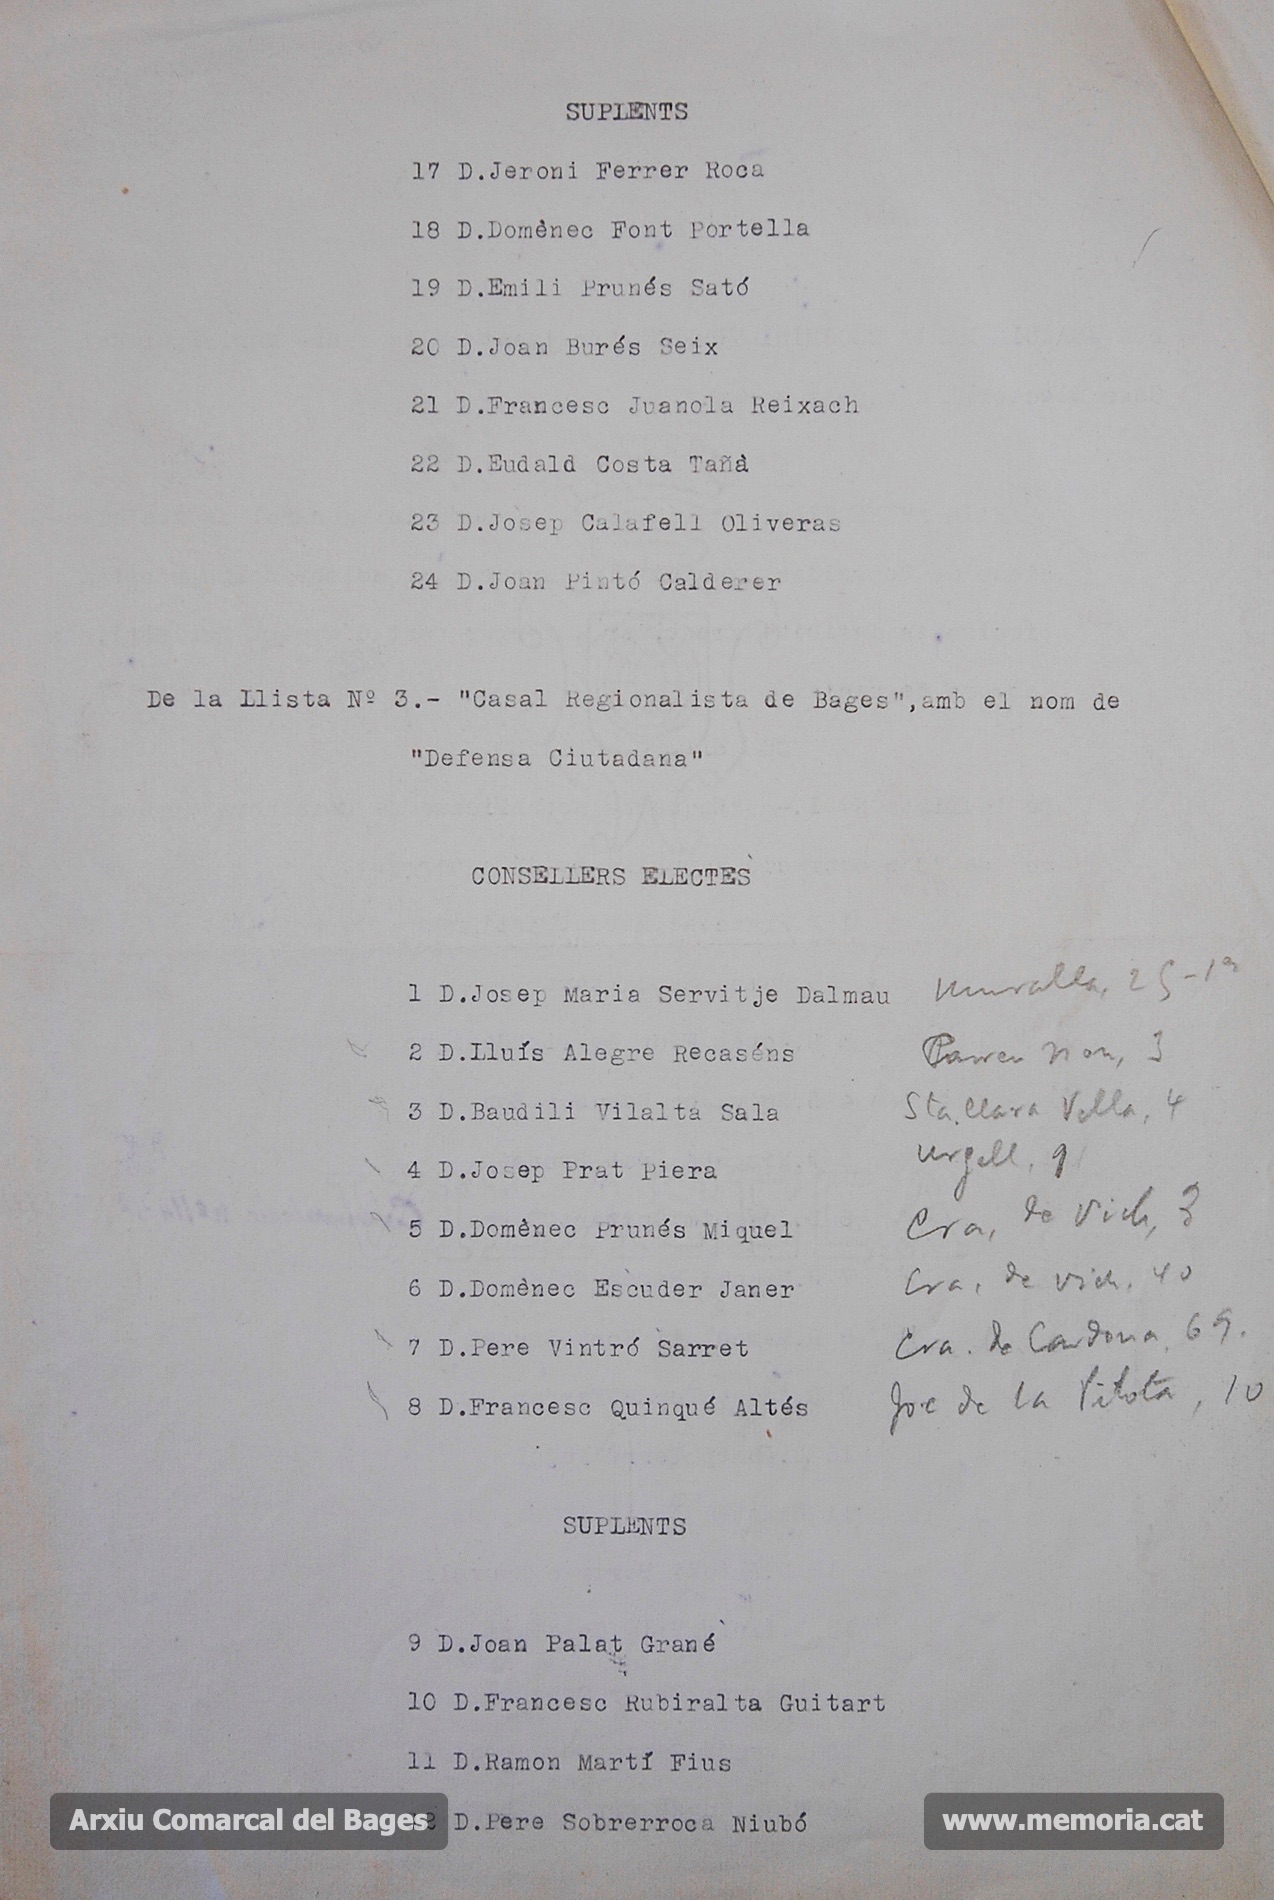 SUPLENTS
17 D.Jeroni Ferrer Roca
18 D.Domènec Font Portella
19 D.Emili Prunés Sató
20 D.Joan Burés Seix
21 D.Francesc Juanola Reixach
22 D.Eudald Costa Tañà
23 D.Josep Calafell Oliveras
24 D.Joan Pintó Calderer
De la Llista Nº 3.- "Casal Regionalista de Bages",amb el nom de
"Defensa Ciutadana"
CONSELLERS ELECTES
1 D.Josep Maria Servitje Dalmau Muralla, 25-1ª
2 D.Lluís Alegre Recaséns nou, 3
3 D.Baudili Vilalta Sala Sta. Clara Vella, 4
4 D.Josep Prat Piera Urgell, 9
5 D.Domènec Prunés Miquel Cra, de Vich, 3
6 D.Domènec Escuder Janer Cra, de Vich, 40
7 D.Pere Vintró Sarret Cra. de Cardona, 69.
8 D.Francesc Quinqué Altés Joc de la Pilota, 10
SUPLENTS
9 D.Joan Palat Grané
10 D.Francesc Rubiralta Guitart
11 D.Ramon Martí Fius
12 D.Pere Sobrerroca Niubó
Arxiu Comarcal del Bages
www.memoria.cat